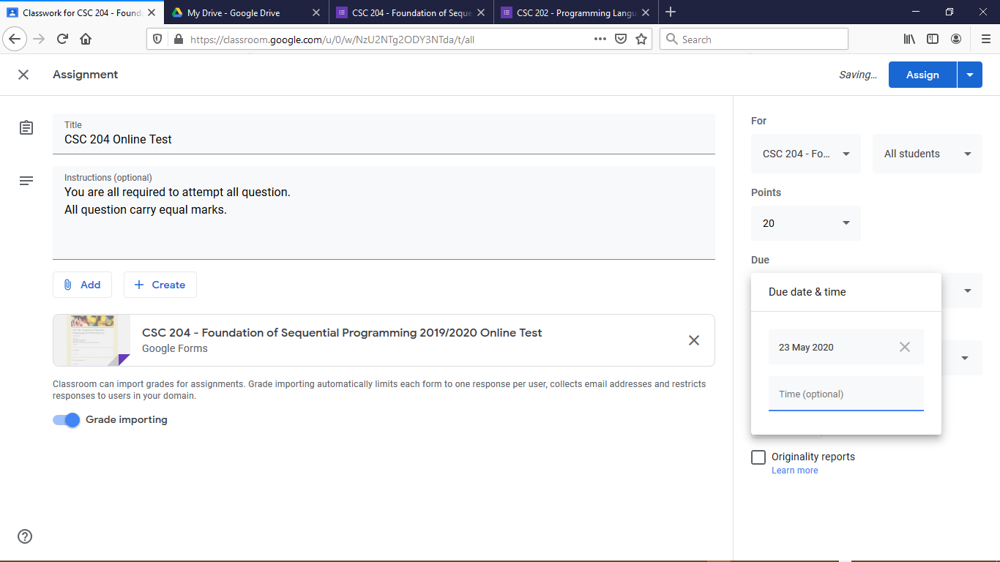 Classwork for CSC 204 - Found
My Drive - Google Drive
CSC 204 - Foundation of Seque
CSC 202 - Programming Langu
https://classroom.google.com/u/0/w/NzU2NTg2ODY3NTda/t/all
Search
Assignment
Saving...
Assign
Title
CSC 204 Online Test
Instructions (optional)
You are all required to attempt all question.
All question carry equal marks.
Add
Create
CSC 204 - Foundation of Sequential Programming 2019/2020 Online Test
Google Forms
Classroom can import grades for assignments. Grade importing automatically limits each form to one response per user, collects email addresses and restricts
responses to users in your domain.
Grade importing
For
CSC 204 - Fo...
All students
Points
20
Due
Due date & time
23 May 2020
Time (optional)
Originality reports
Learn more